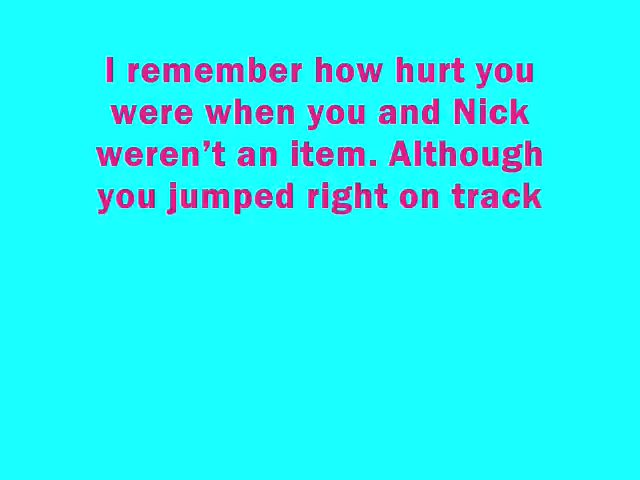 I remember how hurt you
were when you and Nick
weren’t an item. Although
you jumped right on track